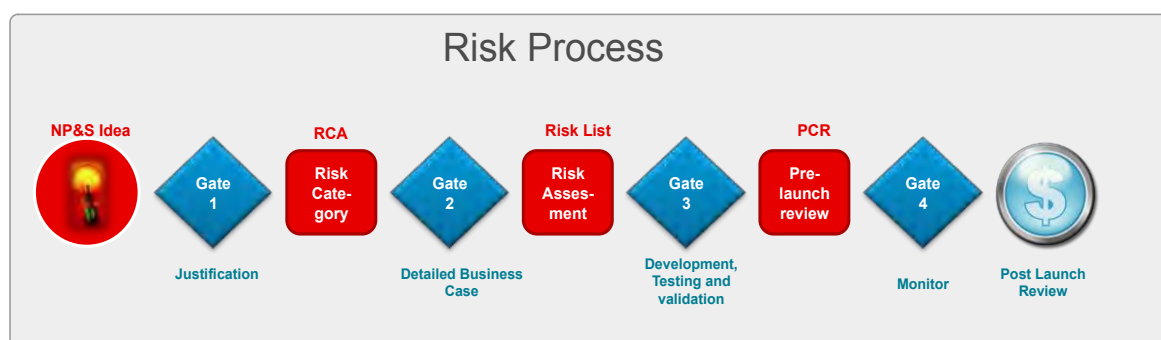 Risk Process
NP&S Idea
RCA
Risk List
PCR
Gate
1
Risk
Cate-
gory
Gate
2
Risk
Asses-
ment
Gate
3
Pre-
launch
review
Gate
4
$
Justification
Detailed Business
Case
Development,
Testing and
validation
Monitor
Post Launch
Review